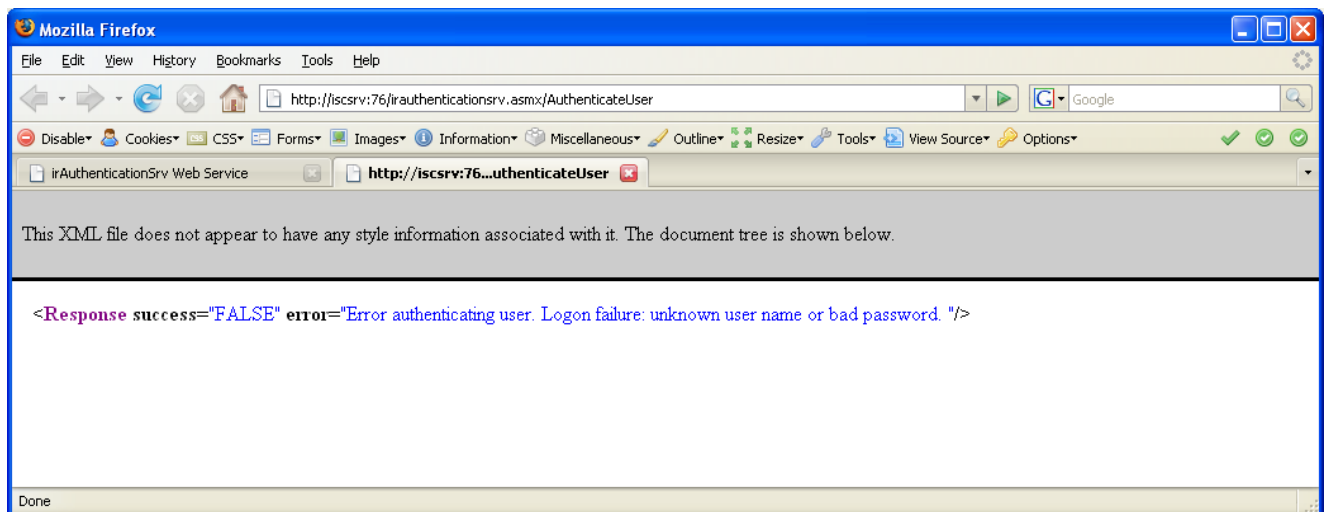 Mozilla Firefox
File Edit View History Bookmarks Tools Help
http://iscsrv:76/irauthenticationsrv.asmx/AuthenticateUser G Google
Disable Cookies CSS Forms Images Information Miscellaneous Outline Resize Tools View Source Options
irAuthenticationSrv Web Service http://iscsrv:76...uthenticateUser
This XML file does not appear to have any style information associated with it. The document tree is shown below.
<Response success="FALSE" error="Error authenticating user. Logon failure: unknown user name or bad password. "/>
Done